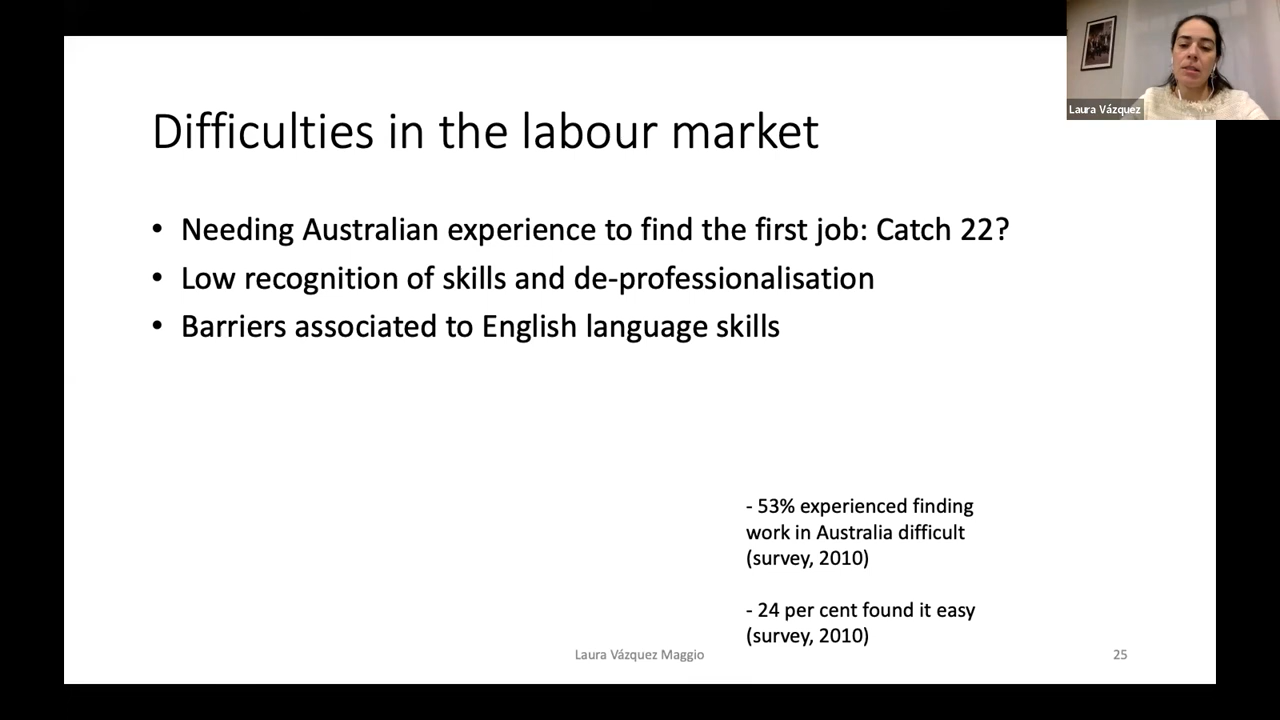 Laura Vázquez
Difficulties in the labour market
• Needing Australian experience to find the first job: Catch 22?
• Low recognition of skills and de-professionalisation
• Barriers associated to English language skills
- 53% experienced finding
work in Australia difficult
(survey, 2010)
- 24 per cent found it easy
(survey, 2010)
Laura Vázquez Maggio
25